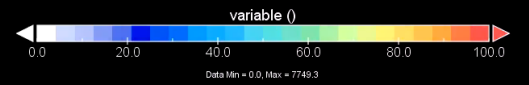 variable ()
0.0 20.0 40.0 60.0 80.0 100.0
Data Min = 0.0, Max = 7749.3